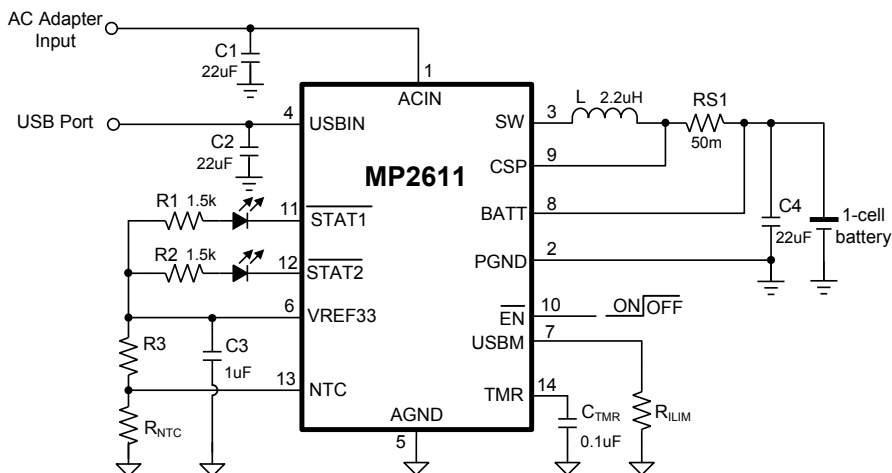 AC Adapter
Input
C1
22uF
1
ACIN
USB Port
4
USBIN
C2
22uF
MP2611
SW
3
L
2.2uH
RS1
50m
CSP
9
BATT
8
C4
22uF
1-cell
battery
PGND
2
R1
1.5k
11
STAT1
R2
1.5k
12
STAT2
6
VREF33
EN
10
ON
OFF
USBM
7
R3
C3
1uF
13
NTC
TMR
14
CTMR
0.1uF
RILIM
RNTC
AGND
5